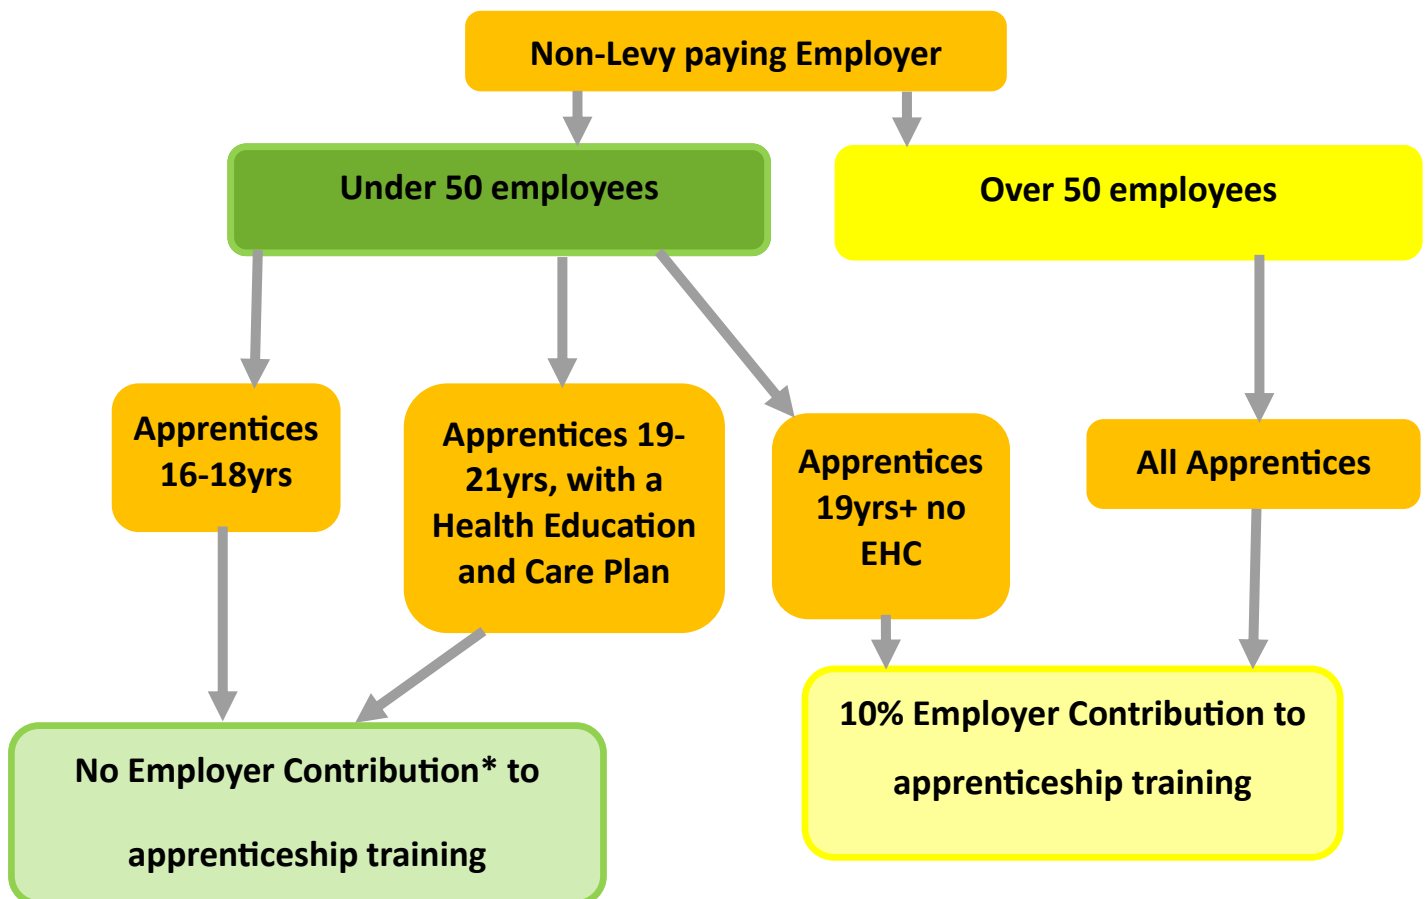 Non-Levy paying Employer
Under 50 employees
Over 50 employees
Apprentices
16-18yrs
Apprentices 19-
21yrs, with a
Health Education
and Care Plan
Apprentices
19yrs+ no
EHC
All Apprentices
No Employer Contribution* to
apprenticeship training
10% Employer Contribution to
apprenticeship training